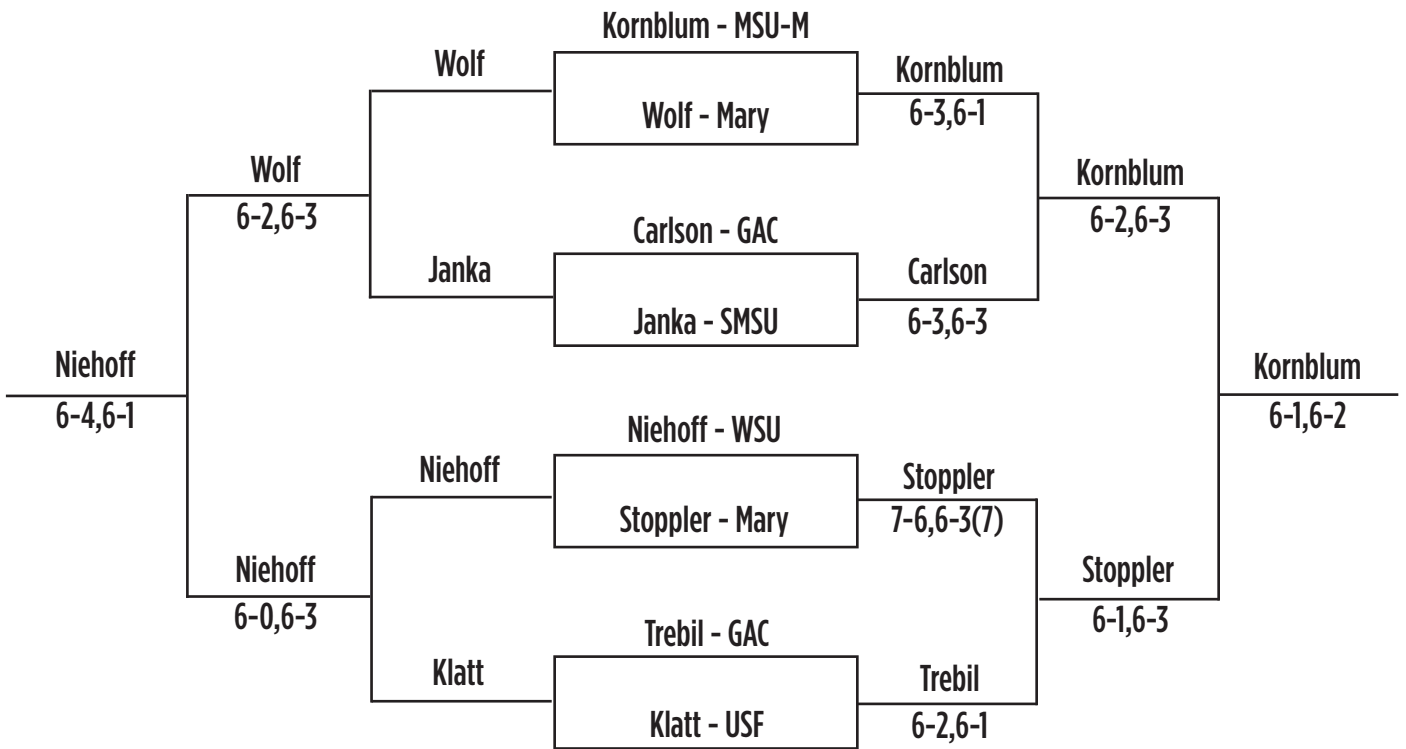 Kornblum - MSU-M
Wolf
Kornblum
Wolf - Mary
6-3,6-1
Wolf
Kornblum
6-2,6-3
6-2,6-3
Carlson - GAC
Janka
Carlson
Janka - SMSU
6-3,6-3
Niehoff
Kornblum
6-4,6-1
6-1,6-2
Niehoff - WSU
Niehoff
Stoppler
Stoppler - Mary
7-6,6-3(7)
Niehoff
Stoppler
6-0,6-3
6-1,6-3
Trebil - GAC
Klatt
Trebil
Klatt - USF
6-2,6-1